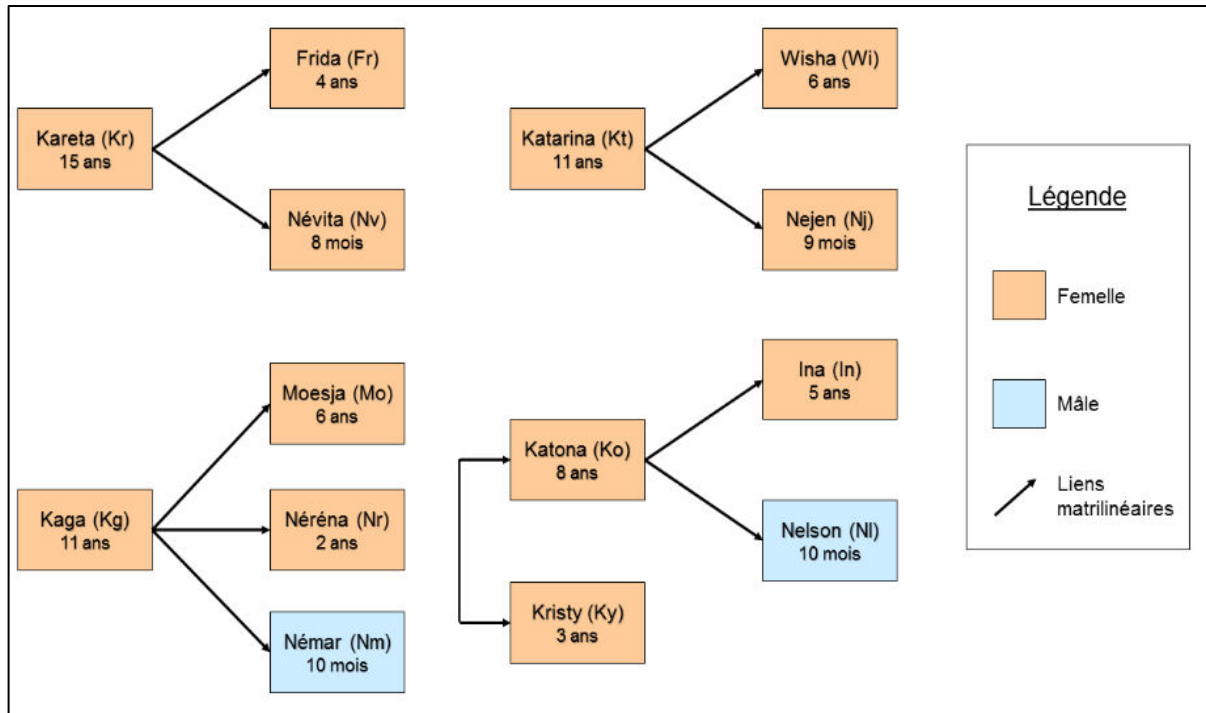 Frida (Fr)
4 ans
Kareta (Kr)
15 ans
Névita (Nv)
8 mois
Wisha (Wi)
6 ans
Katarina (Kt)
11 ans
Nejen (Nj)
9 mois
Moesja (Mo)
6 ans
Kaga (Kg)
11 ans
Néréna (Nr)
2 ans
Némar (Nm)
10 mois
Ina (In)
5 ans
Katona (Ko)
8 ans
Nelson (Nl)
10 mois
Kristy (Ky)
3 ans
Légende
Femelle
Mâle
Liens
matrilinéaires